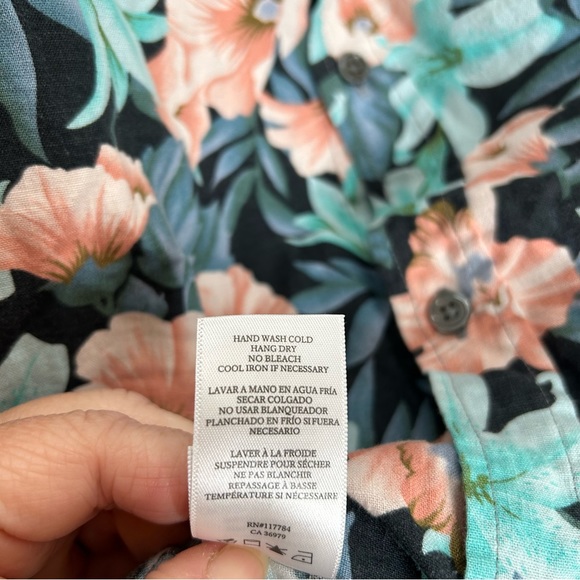 HAND WASH COLD
HANG DRY
NO BLEACH
COOL IRON IF NECESSARY
LAVAR A MANO EN AGUA FRÍA
SECAR COLGADO
NO USAR BLANQUEADOR
PLANCHADO EN FRÍO SI FUERA
NECESARIO
LAVER À LA FROIDE
SUSPENDRE POUR SÉCHER
NE PAS BLANCHIR
REPASSAGE À BASSE
TEMPÉRATURE SI NÉCESSAIRE
RN#117784
CA 36979